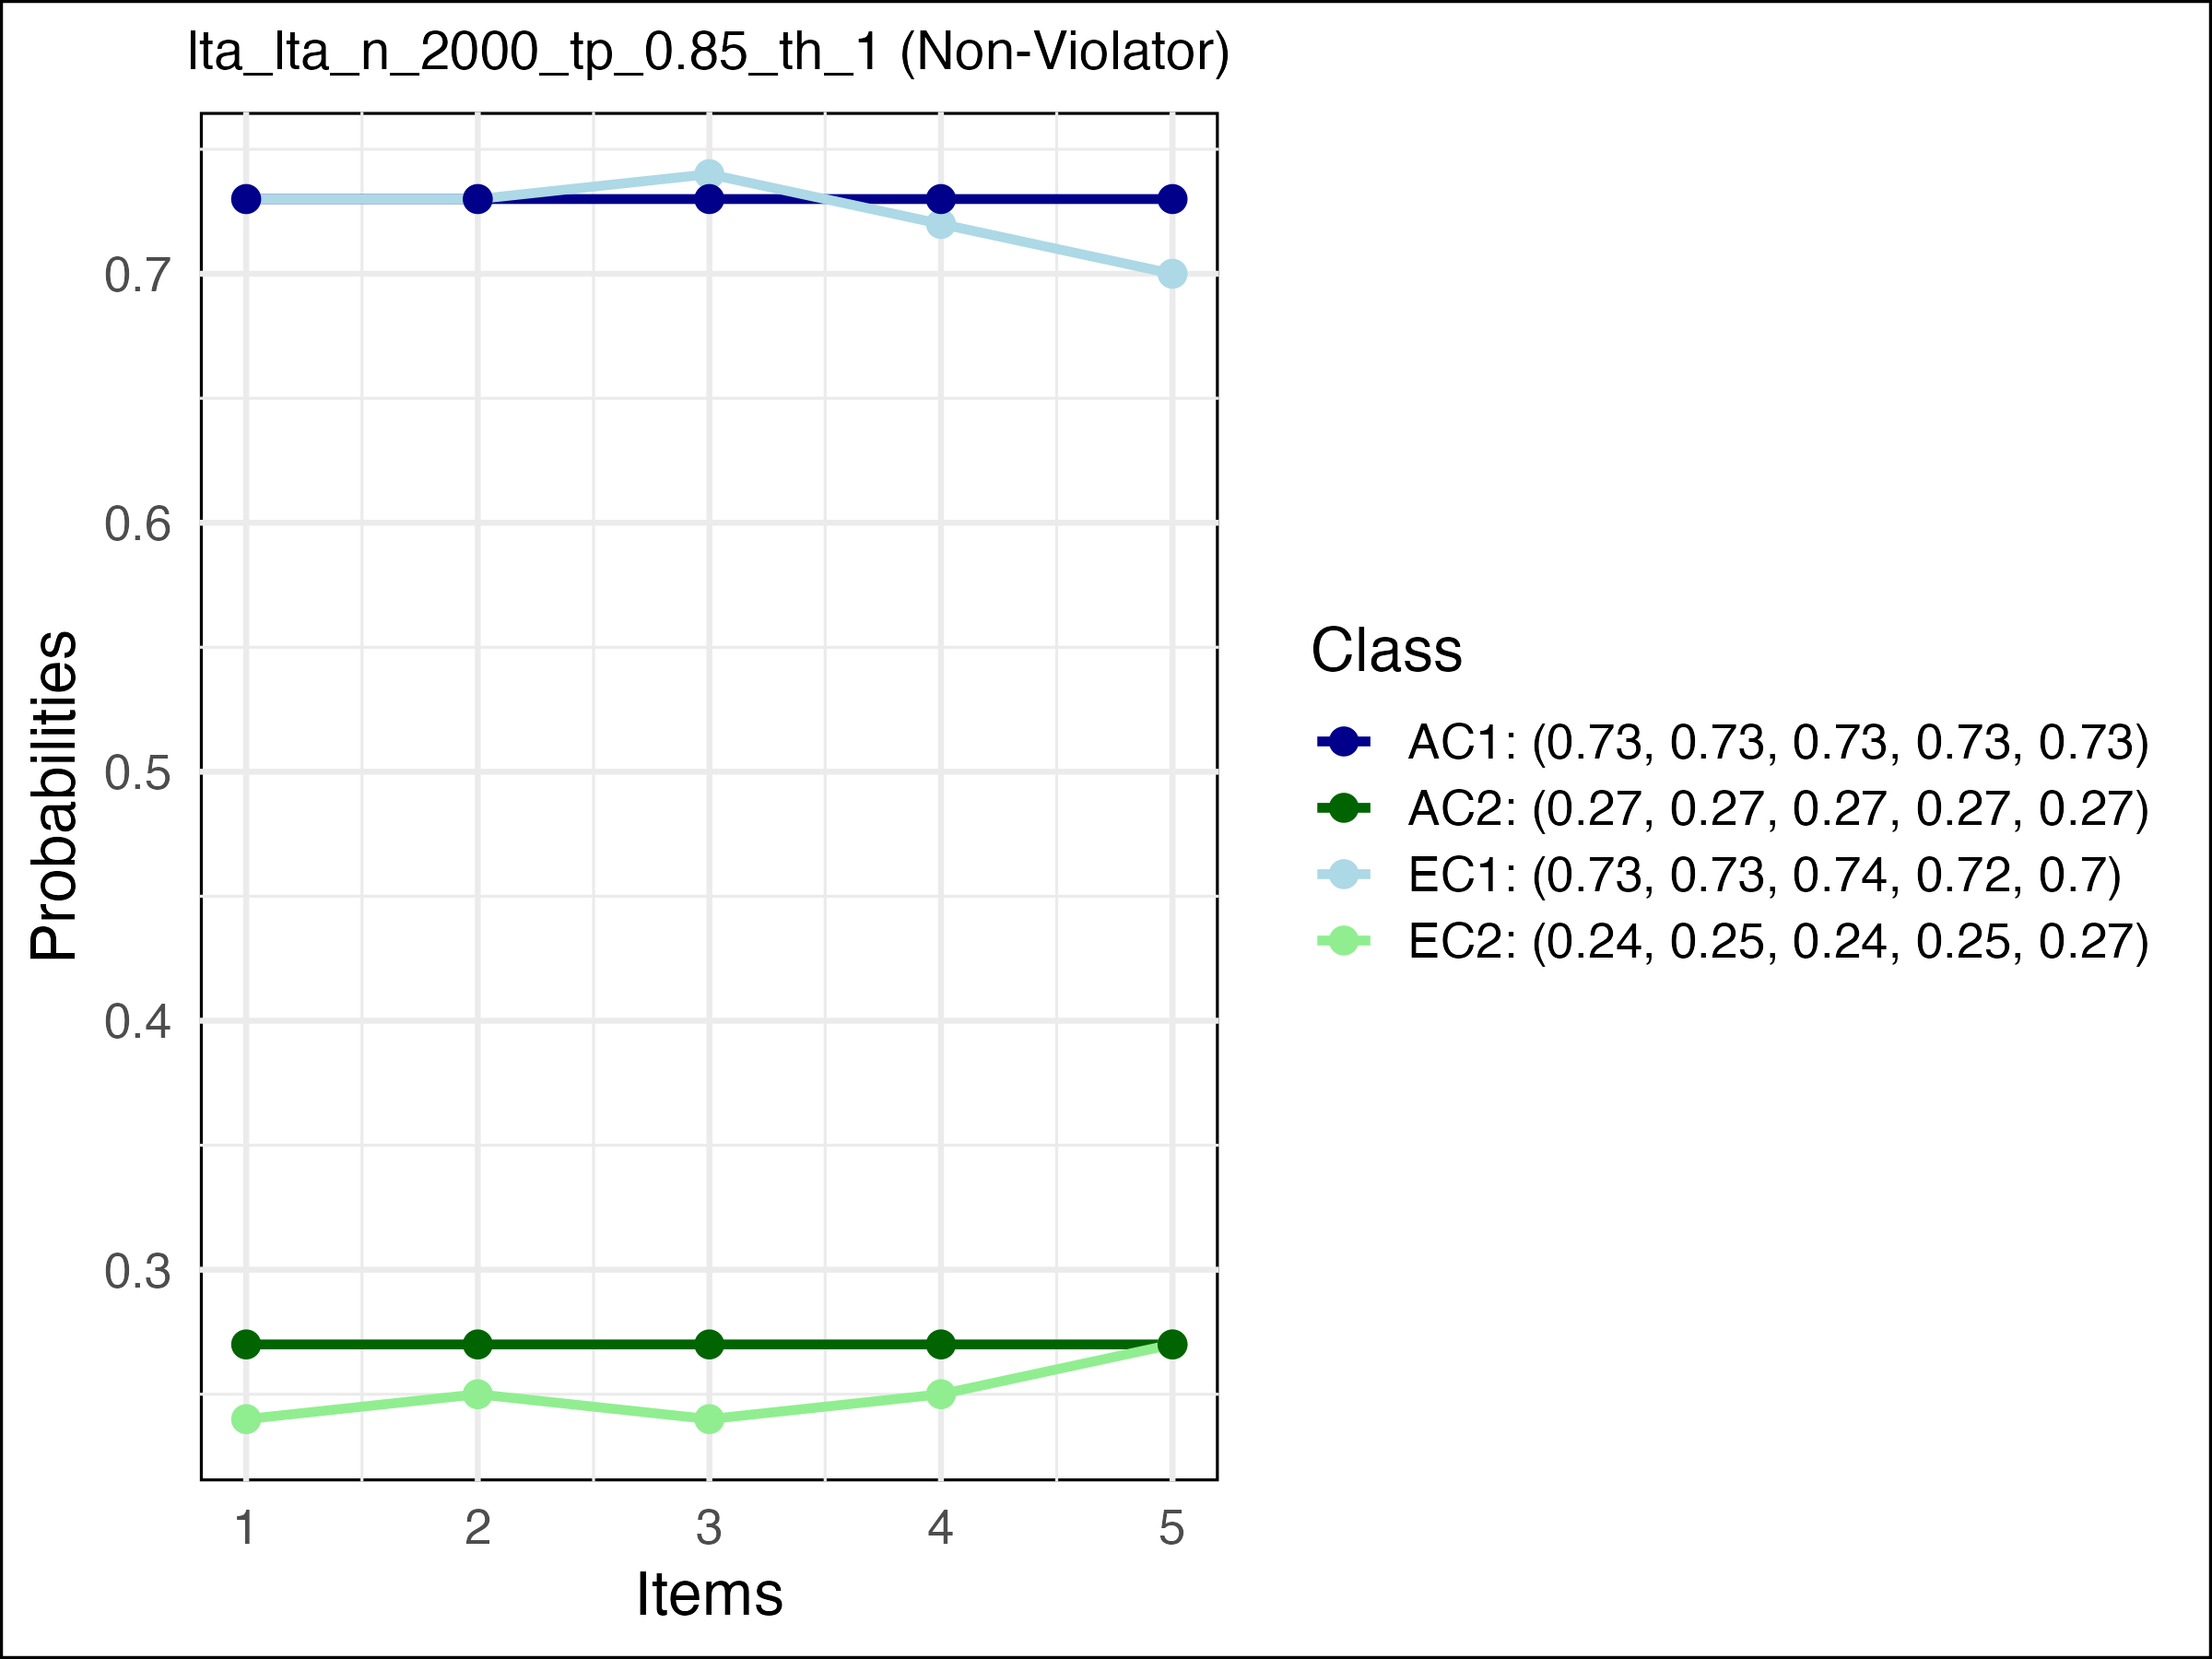 lta_lta_n_2000_tp_0.85_th_1 (Non-Violator)
Probabilities
0.7
0.6
0.5
0.4
0.3
1 2 3 4 5
Items
Class
AC1: (0.73, 0.73, 0.73, 0.73, 0.73)
AC2: (0.27, 0.27, 0.27, 0.27, 0.27)
EC1: (0.73, 0.73, 0.74, 0.72, 0.7)
EC2: (0.24, 0.25, 0.24, 0.25, 0.27)